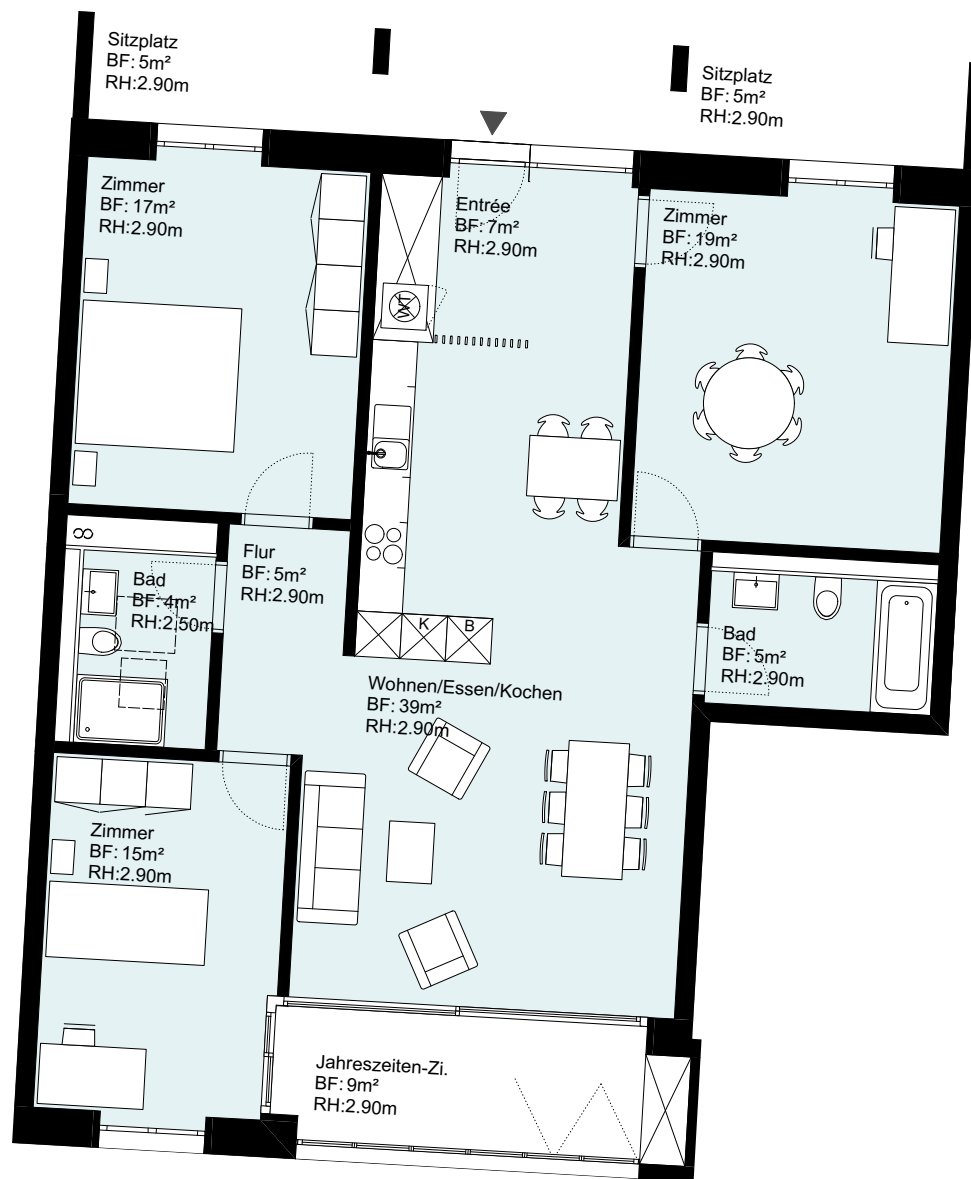 Sitzplatz
BF: 5m²
RH:2.90m
Sitzplatz
BF: 5m²
RH:2.90m
Zimmer
BF: 17m²
RH:2.90m
Entrée
BF: 7m²
RH:2.90m
Zimmer
BF: 19m²
RH:2.90m
WT
Flur
BF: 5m²
RH:2.90m
Bad
BF: 4m²
RH:2.50m
K
B
Bad
BF: 5m²
RH:2.90m
Wohnen/Essen/Kochen
BF: 39m²
RH:2.90m
Zimmer
BF: 15m²
RH:2.90m
Jahreszeiten-Zi.
BF: 9m²
RH:2.90m